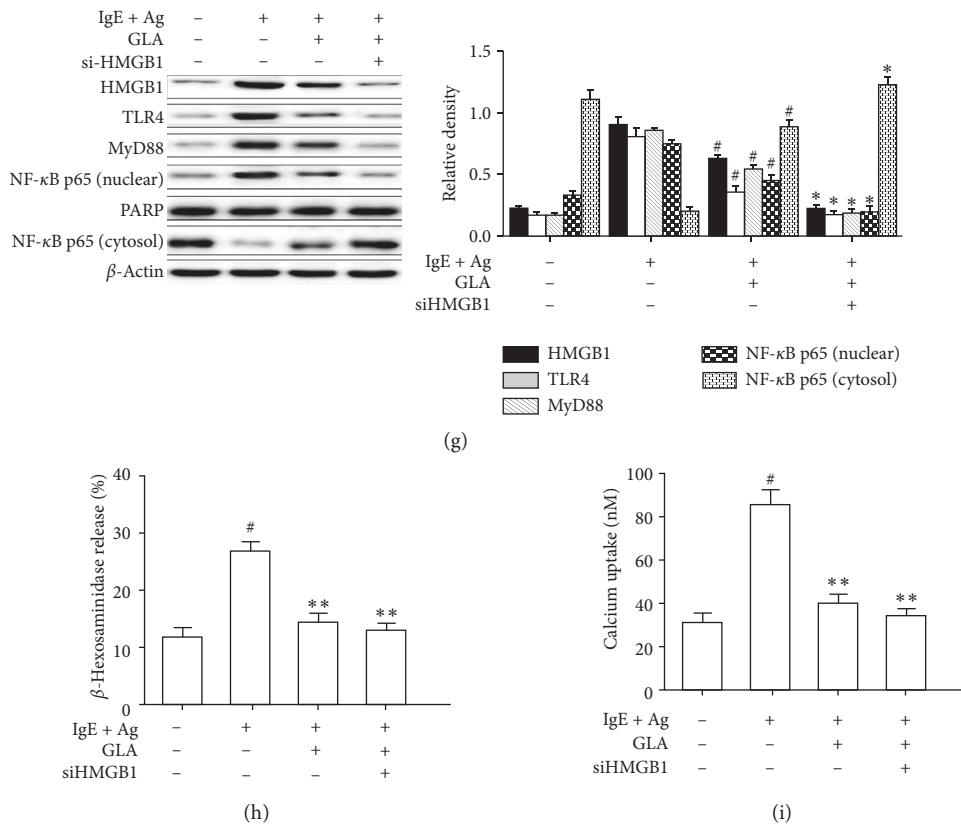 IgE + Ag – + + +
GLA – – + +
si-HMGB1 – – – +
HMGB1
TLR4
MyD88
NF-κB p65 (nuclear)
PARP
NF-κB p65 (cytosol)
β-Actin
Relative density
1.5
1.0
0.5
0.0
# # # # #
* * * * *
IgE + Ag – + + +
GLA – – + +
siHMGB1 – – – +
HMGB1
TLR4
MyD88
NF-κB p65 (nuclear)
NF-κB p65 (cytosol)
(g)
β-Hexosaminidase release (%)
40
30
20
10
0
#
**
**
IgE + Ag – + + +
GLA – – + +
siHMGB1 – – – +
(h)
Calcium uptake (nM)
100
80
60
40
20
0
#
**
**
IgE + Ag – + + +
GLA – – + +
siHMGB1 – – – +
(i)